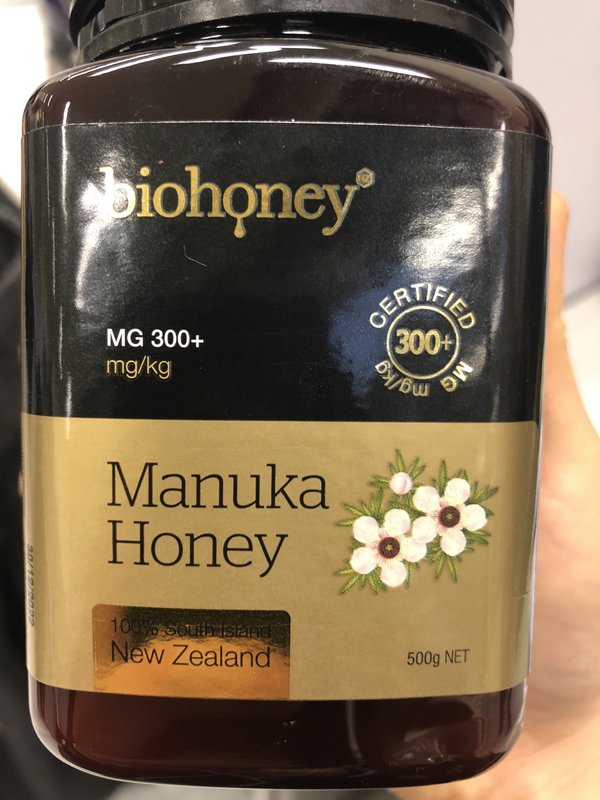 biohoney
MG 300+
mg/kg
CERTIFIED
300+
MG mg/kg
Manuka
Honey
100% South Island
New Zealand
500g NET